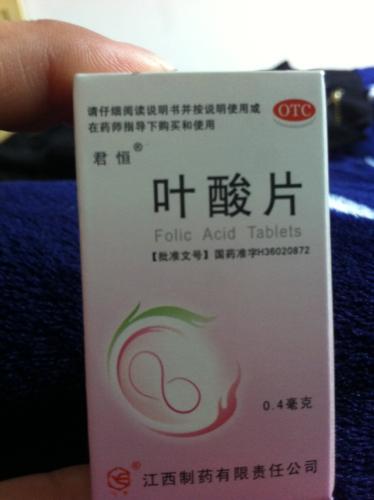 请仔细阅读说明书并按说明使用或
在药师指导下购买和使用
OTC
君恒®
叶酸片
Folic Acid Tablets
【批准文号】国药准字H36020872
0.4毫克
江西制药有限责任公司